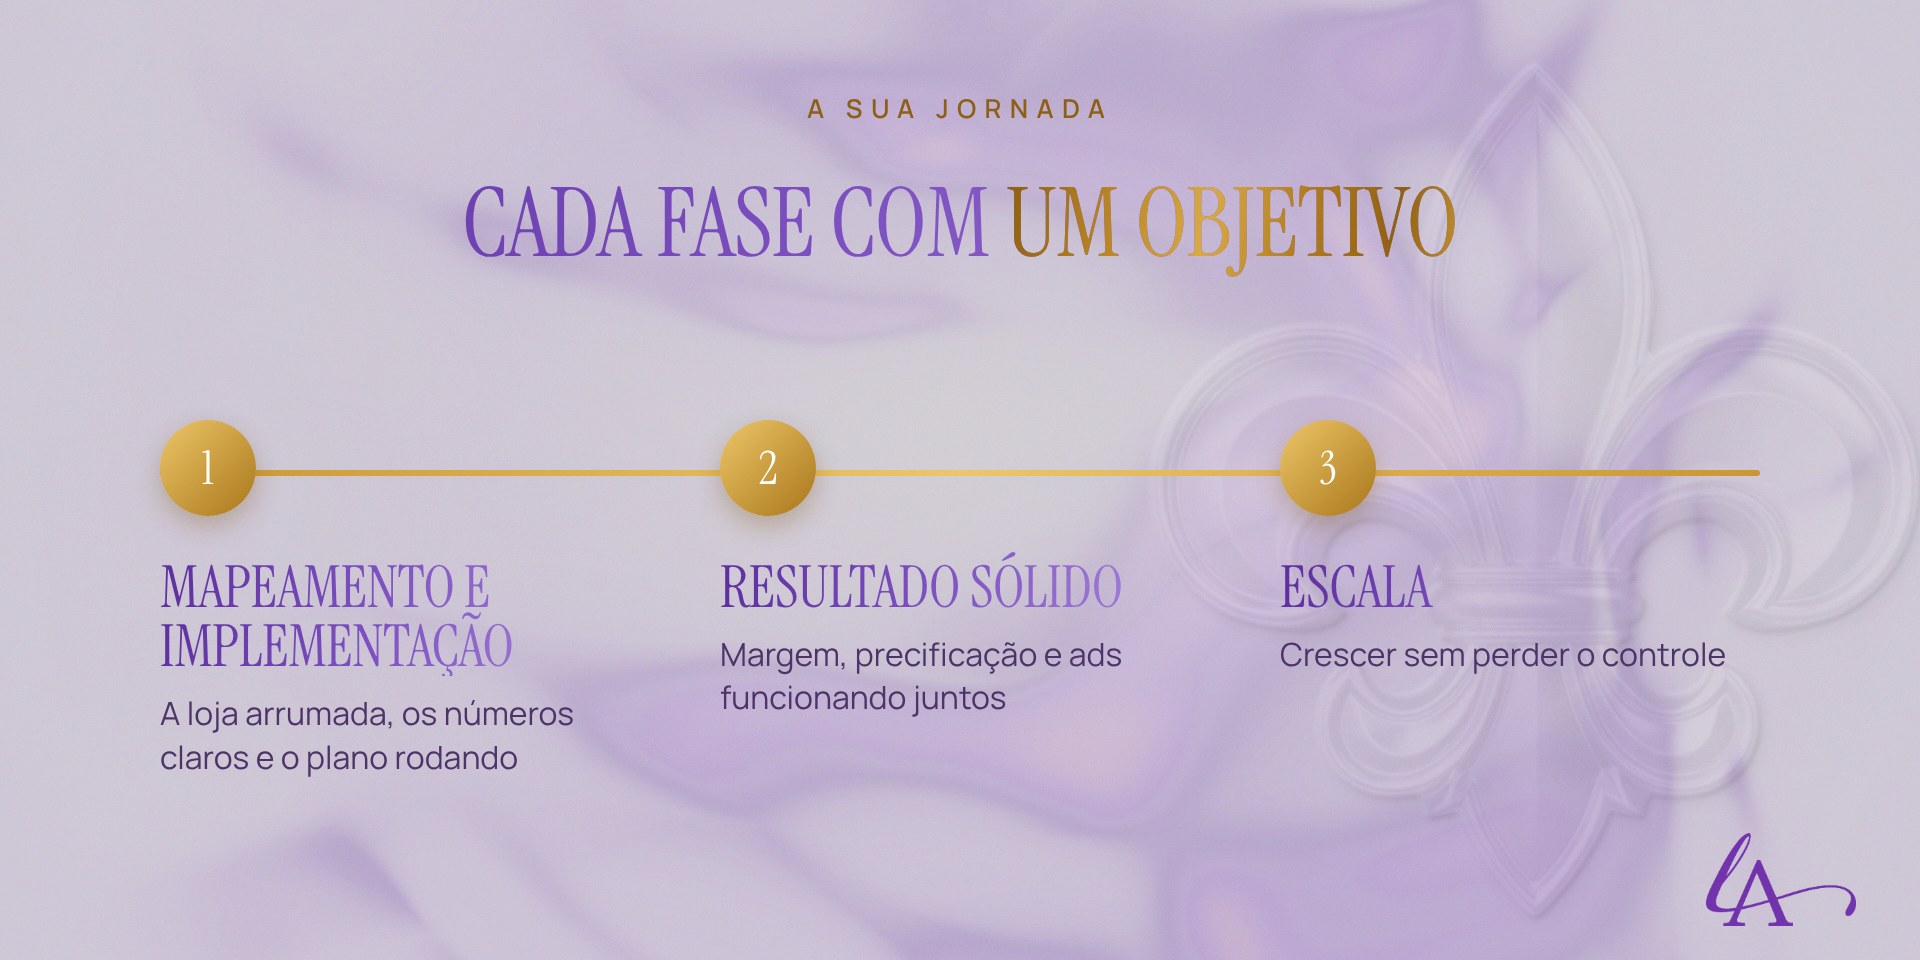 A SUA JORNADA
CADA FASE COM UM OBJETIVO
1
2
3
MAPEAMENTO E
IMPLEMENTAÇÃO
A loja arrumada, os números
claros e o plano rodando
RESULTADO SÓLIDO
Margem, precificação e ads
funcionando juntos
ESCALA
Crescer sem perder o controle
lA